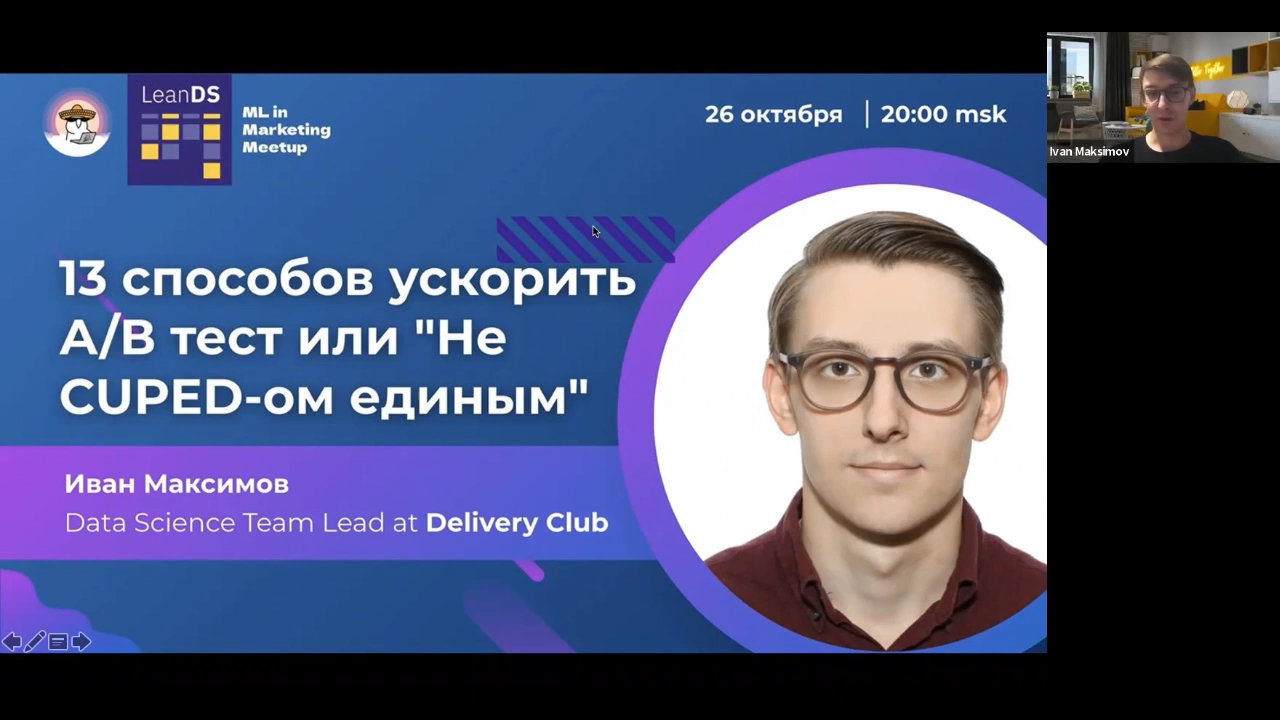 LeanDS
ML in
Marketing
Meetup
26 октября | 20:00 msk
13 способов ускорить
А/В тест или "Не
CUPED-ом единым"
Иван Максимов
Data Science Team Lead at Delivery Club
Ivan Maksimov